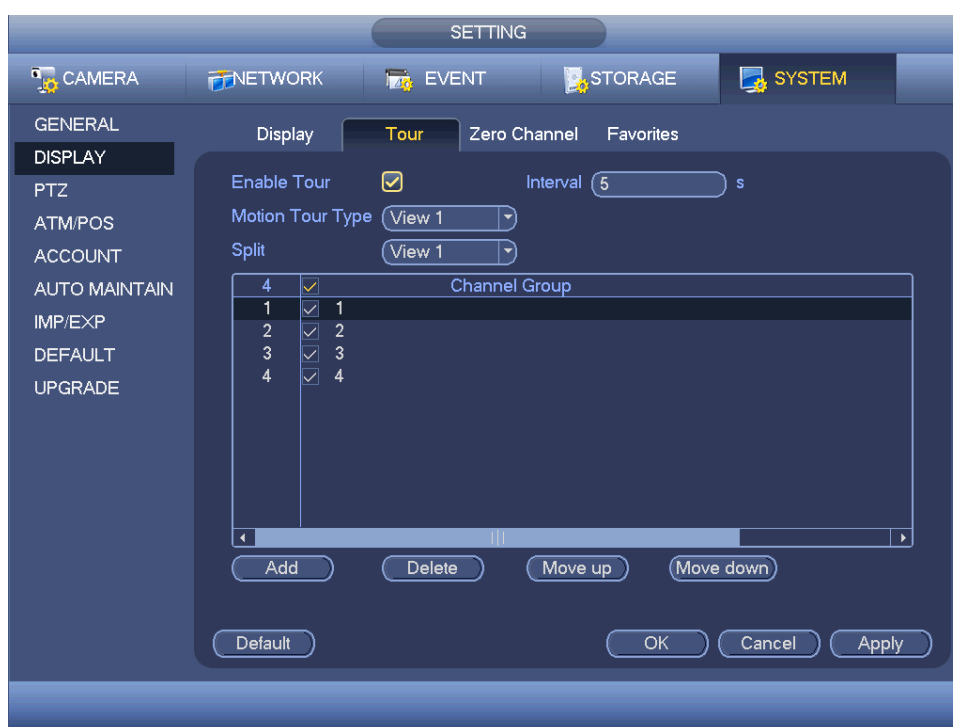 SETTING
CAMERA NETWORK EVENT STORAGE SYSTEM
GENERAL
DISPLAY
PTZ
ATM/POS
ACCOUNT
AUTO MAINTAIN
IMP/EXP
DEFAULT
UPGRADE
Display Tour Zero Channel Favorites
Enable Tour Interval 5 s
Motion Tour Type View 1
Split View 1
4 Channel Group
1 1
2 2
3 3
4 4
Add Delete Move up Move down
Default OK Cancel Apply